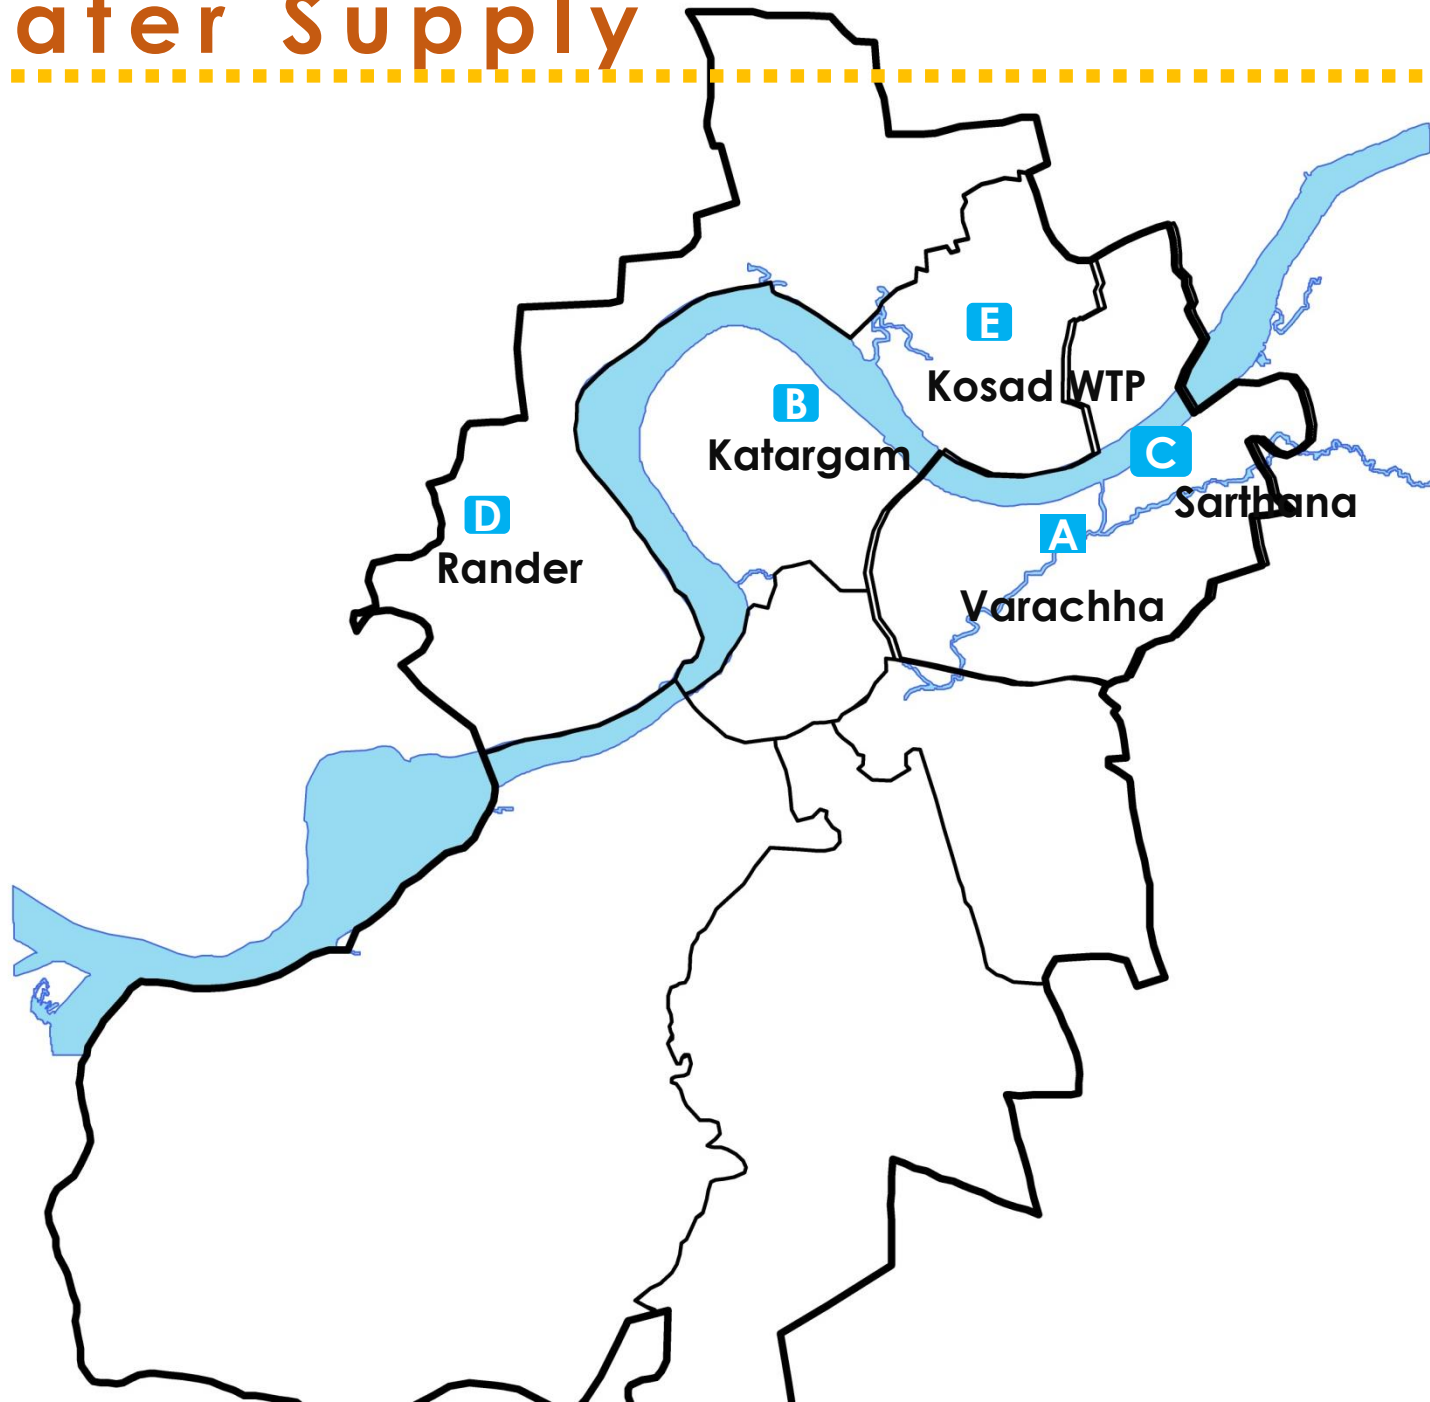 ater Supply
E
Kosad WTP
B
Katargam
C
Sarthana
D
Rander
A
Varachha